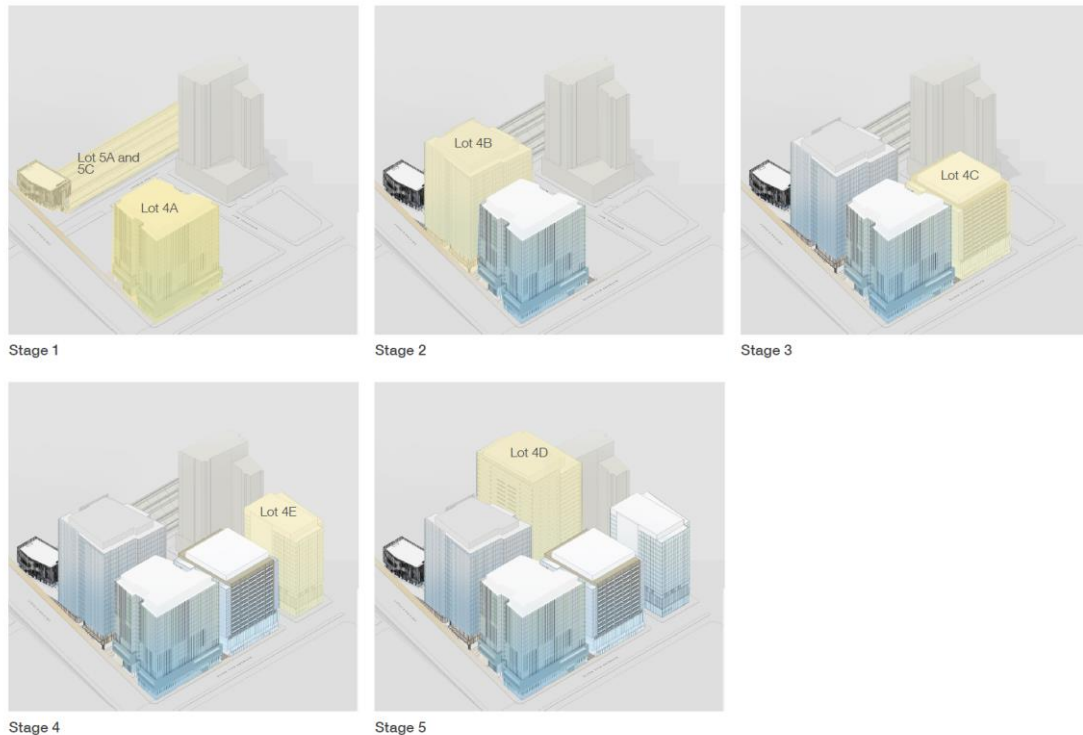 Lot 5A and
5C
Lot 4A
Stage 1
Lot 4B
Stage 2
Lot 4C
Stage 3
Lot 4E
Stage 4
Lot 4D
Stage 5